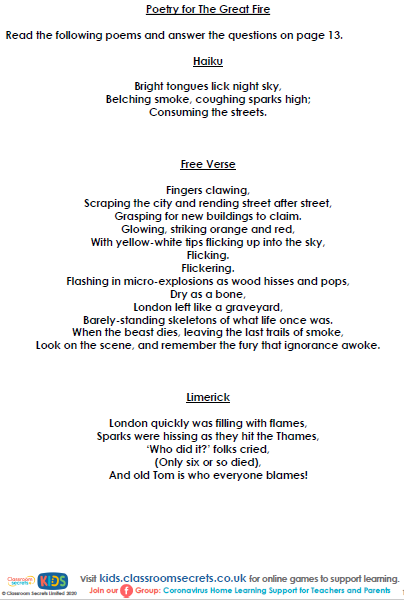 Poetry for The Great Fire
Read the following poems and answer the questions on page 13.
Haiku
Bright tongues lick night sky,
Belching smoke, coughing sparks high;
Consuming the streets.
Free Verse
Fingers clawing,
Scraping the city and rending street after street,
Grasping for new buildings to claim.
Glowing, striking orange and red,
With yellow-white tips flicking up into the sky,
Flicking.
Flickering.
Flashing in micro-explosions as wood hisses and pops,
Dry as a bone,
London left like a graveyard,
Barely-standing skeletons of what life once was.
When the beast dies, leaving the last trails of smoke,
Look on the scene, and remember the fury that ignorance awoke.
Limerick
London quickly was filling with flames,
Sparks were hissing as they hit the Thames,
‘Who did it?’ folks cried,
(Only six or so died),
And old Tom is who everyone blames!
Classroom Secrets KIDS
Visit kids.classroomsecrets.co.uk for online games to support learning.
© Classroom Secrets Limited 2020
Join our f Group: Coronavirus Home Learning Support for Teachers and Parents